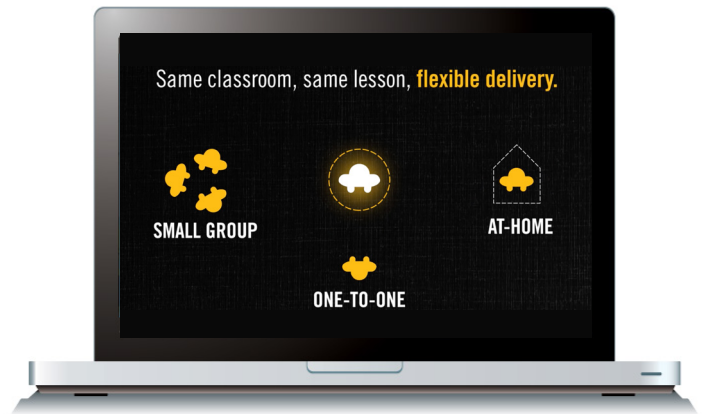 Same classroom, same lesson, flexible delivery.
SMALL GROUP
AT-HOME
ONE-TO-ONE